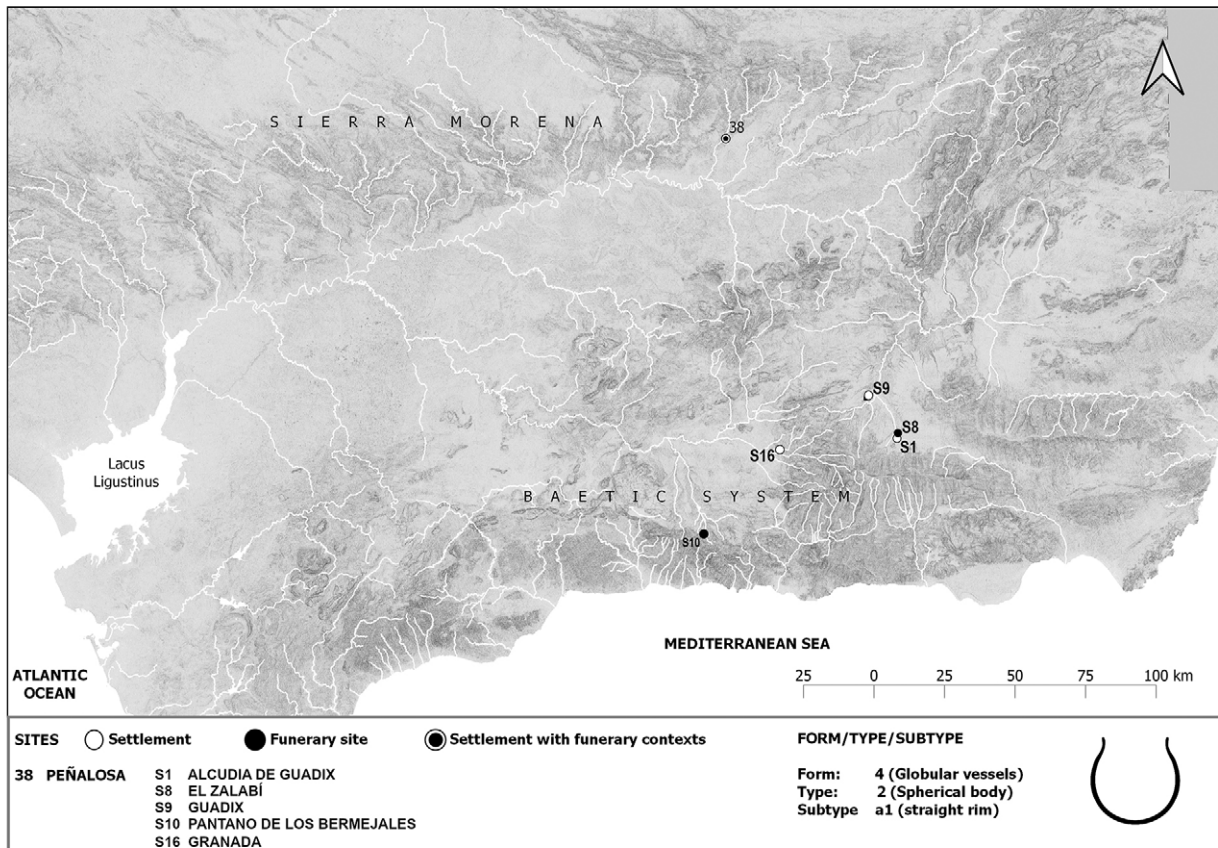 SIERRA MORENA
38
S9
S8
S1
S16
Lacus
Ligustinus
BAETIC SYSTEM
S10
MEDITERRANEAN SEA
ATLANTIC
OCEAN
25 0 25 50 75 100 km
SITES Settlement Funerary site Settlement with funerary contexts
38 PEÑALOSA
S1 ALCUDIA DE GUADIX
S8 EL ZALABÍ
S9 GUADIX
S10 PANTANO DE LOS BERMEJALES
S16 GRANADA
FORM/TYPE/SUBTYPE
Form: 4 (Globular vessels)
Type: 2 (Spherical body)
Subtype a1 (straight rim)